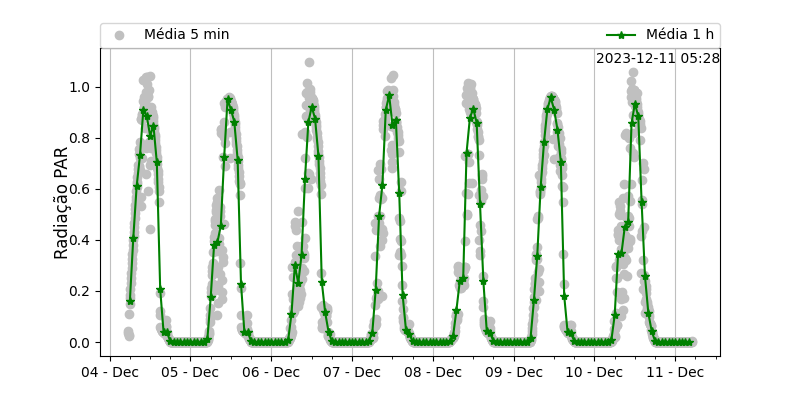 Média 5 min
Média 1 h
2023-12-11 05:28
Radiação PAR
1.0
0.8
0.6
0.4
0.2
0.0
04 - Dec
05 - Dec
06 - Dec
07 - Dec
08 - Dec
09 - Dec
10 - Dec
11 - Dec